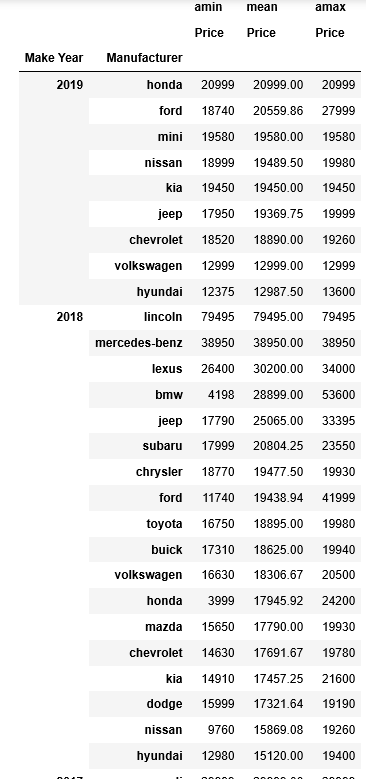 amin mean amax
Price Price Price
Make Year Manufacturer
2019 honda 20999 20999.00 20999
ford 18740 20559.86 27999
mini 19580 19580.00 19580
nissan 18999 19489.50 19980
kia 19450 19450.00 19450
jeep 17950 19369.75 19999
chevrolet 18520 18890.00 19260
volkswagen 12999 12999.00 12999
hyundai 12375 12987.50 13600
2018 lincoln 79495 79495.00 79495
mercedes-benz 38950 38950.00 38950
lexus 26400 30200.00 34000
bmw 4198 28899.00 53600
jeep 17790 25065.00 33395
subaru 17999 20804.25 23550
chrysler 18770 19477.50 19930
ford 11740 19438.94 41999
toyota 16750 18895.00 19980
buick 17310 18625.00 19940
volkswagen 16630 18306.67 20500
honda 3999 17945.92 24200
mazda 15650 17790.00 19930
chevrolet 14630 17691.67 19780
kia 14910 17457.25 21600
dodge 15999 17321.64 19190
nissan 9760 15869.08 19260
hyundai 12980 15120.00 19400